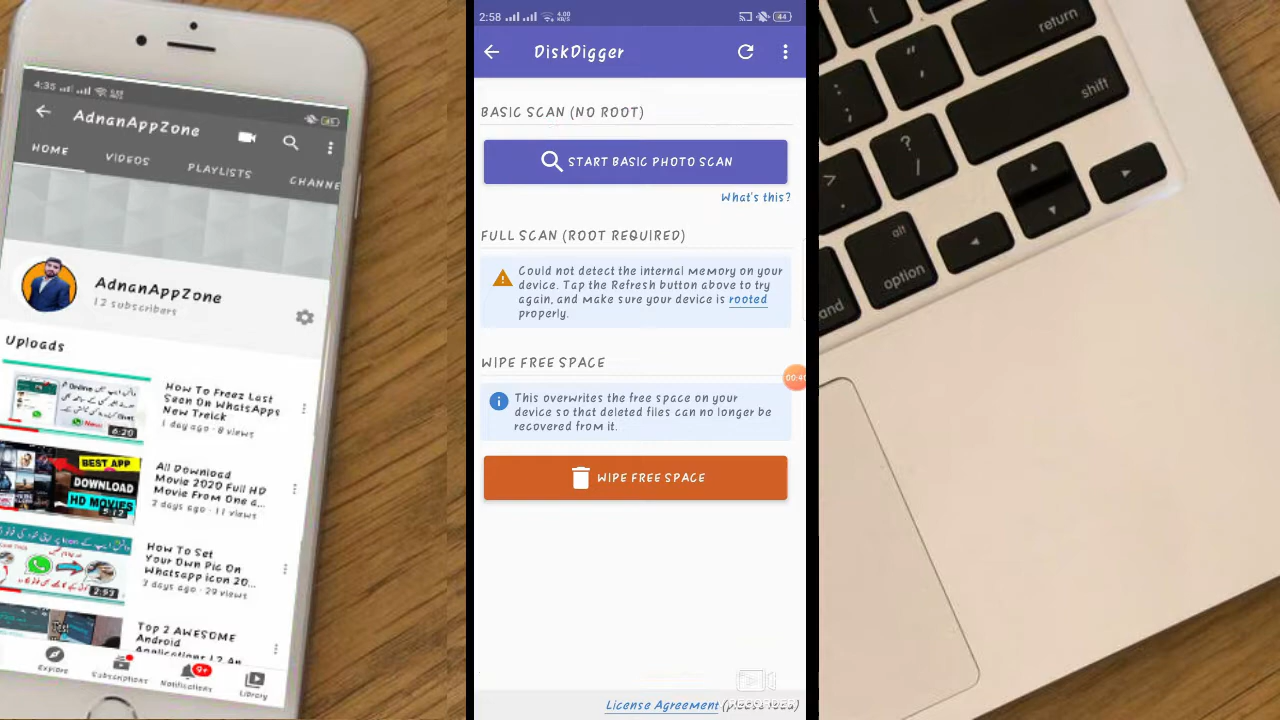 4:35
AdnanAppZone
HOME VIDEOS PLAYLISTS CHANNE
AdnanAppZone
12 subscribers
Uploads
How To Freez Last
Seen On WhatsApps
New Treick
1 day ago · 8 views
6:20
All Download
Movie 2020 Full HD
Movie From One a...
2 days ago · 11 views
BEST APP
DOWNLOAD
HD MOVIES
5:12
How To Set
Your Own Pic On
Whatsapp icon 20...
2 days ago · 29 views
2:57
Top 2 AWESOME
Android
Explore
Subscriptions
9+
Notifications
Library
2:58
4.00
KB/S
44
DiskDigger
BASIC SCAN (NO ROOT)
START BASIC PHOTO SCAN
What's this?
FULL SCAN (ROOT REQUIRED)
Could not detect the internal memory on your
device. Tap the Refresh button above to try
again, and make sure your device is rooted
properly.
WIPE FREE SPACE
This overwrites the free space on your
device so that deleted files can no longer be
recovered from it.
WIPE FREE SPACE
License Agreement
return
shift
alt
option